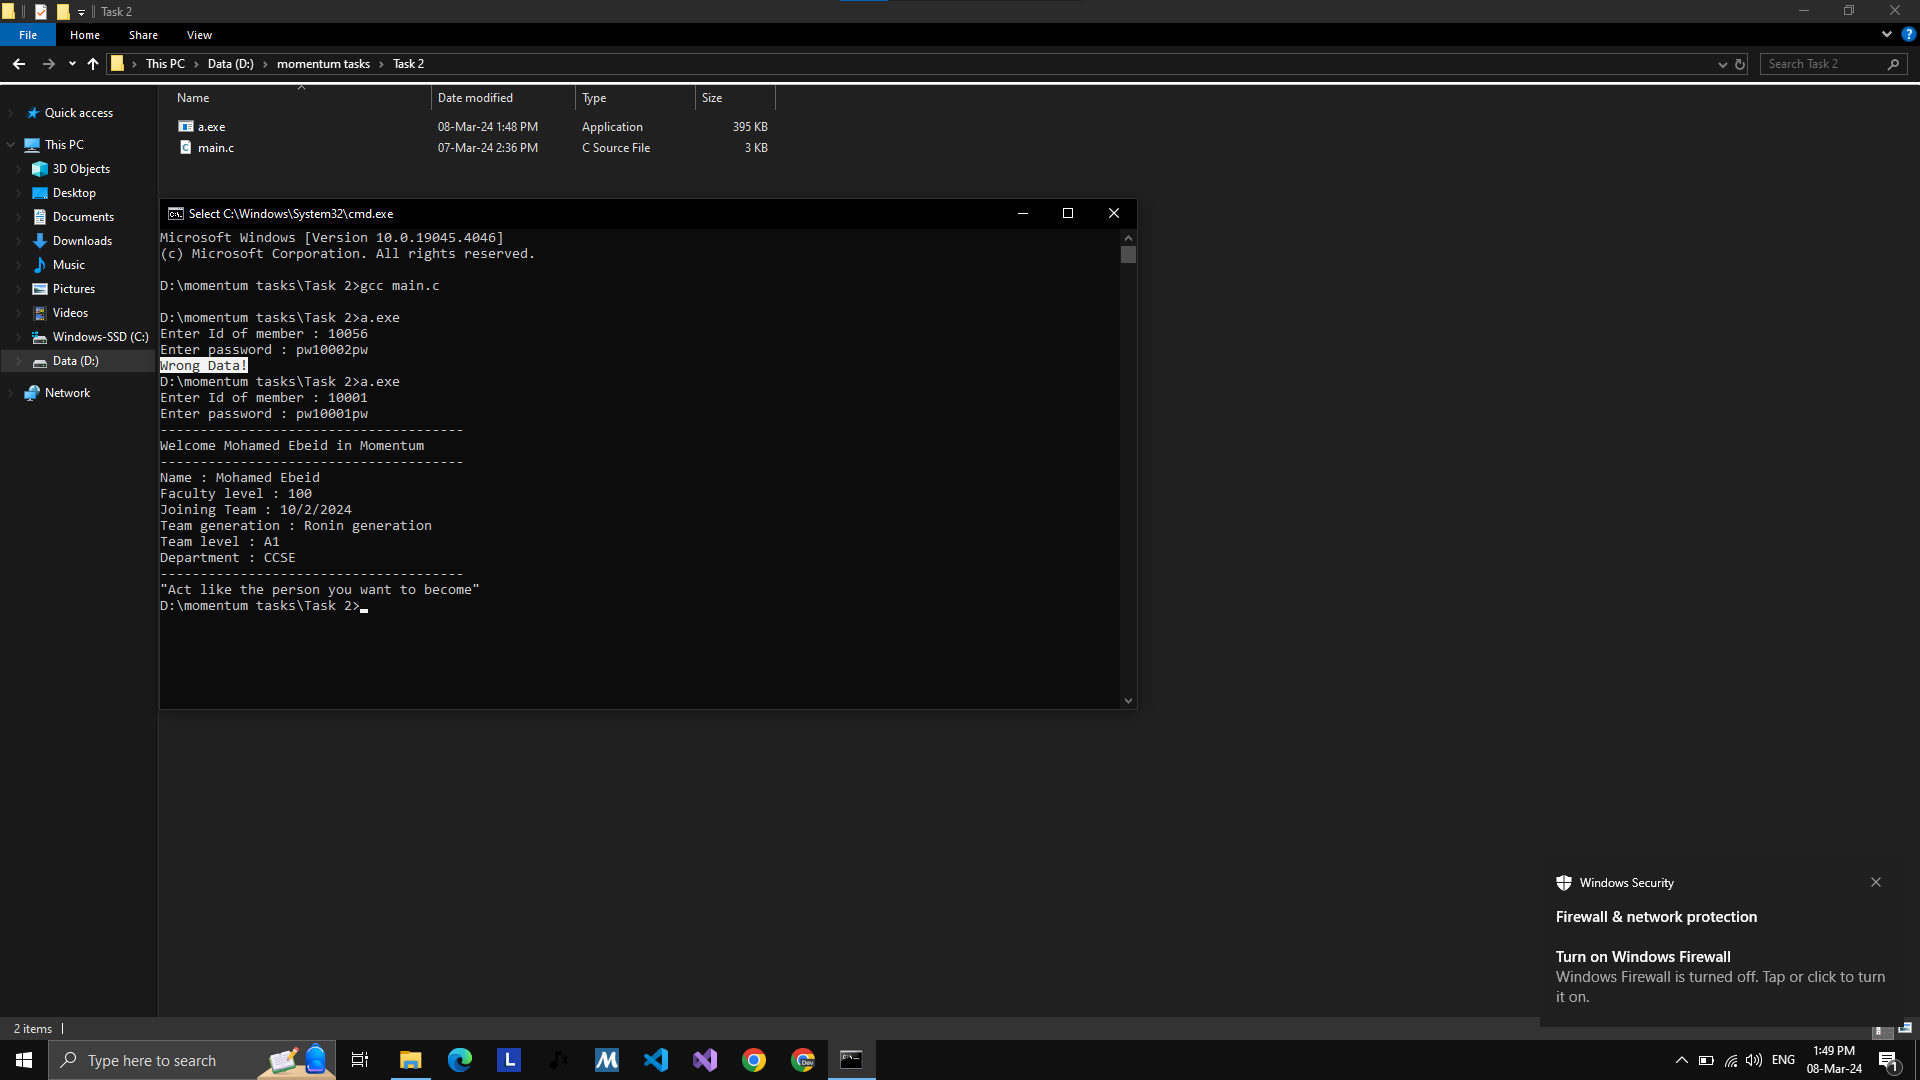 Task 2
File Home Share View
This PC Data (D:) momentum tasks Task 2
Search Task 2
Name Date modified Type Size
a.exe 08-Mar-24 1:48 PM Application 395 KB
main.c 07-Mar-24 2:36 PM C Source File 3 KB
Quick access
This PC
3D Objects
Desktop
Documents
Downloads
Music
Pictures
Videos
Windows-SSD (C:)
Data (D:)
Network
Select C:\Windows\System32\cmd.exe
Microsoft Windows [Version 10.0.19045.4046]
(c) Microsoft Corporation. All rights reserved.
D:\momentum tasks\Task 2>gcc main.c
D:\momentum tasks\Task 2>a.exe
Enter Id of member : 10056
Enter password : pw10002pw
Wrong Data!
D:\momentum tasks\Task 2>a.exe
Enter Id of member : 10001
Enter password : pw10001pw
--------------------------------------
Welcome Mohamed Ebeid in Momentum
--------------------------------------
Name : Mohamed Ebeid
Faculty level : 100
Joining Team : 10/2/2024
Team generation : Ronin generation
Team level : A1
Department : CCSE
--------------------------------------
"Act like the person you want to become"
D:\momentum tasks\Task 2>
Windows Security
Firewall & network protection
Turn on Windows Firewall
Windows Firewall is turned off. Tap or click to turn
it on.
2 items
Type here to search
L
Dev
ENG
1:49 PM
08-Mar-24
1